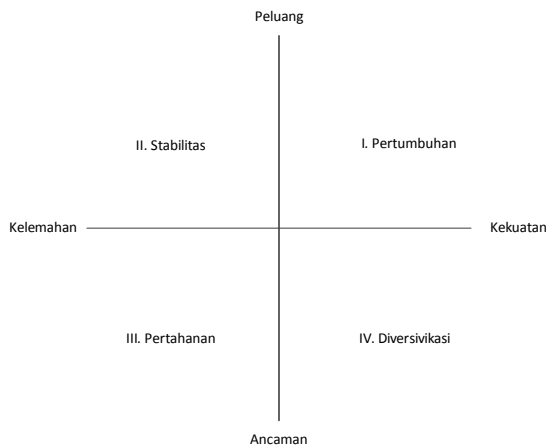 Peluang
II. Stabilitas
I. Pertumbuhan
Kelemahan
Kekuatan
III. Pertahanan
IV. Diversivikasi
Ancaman